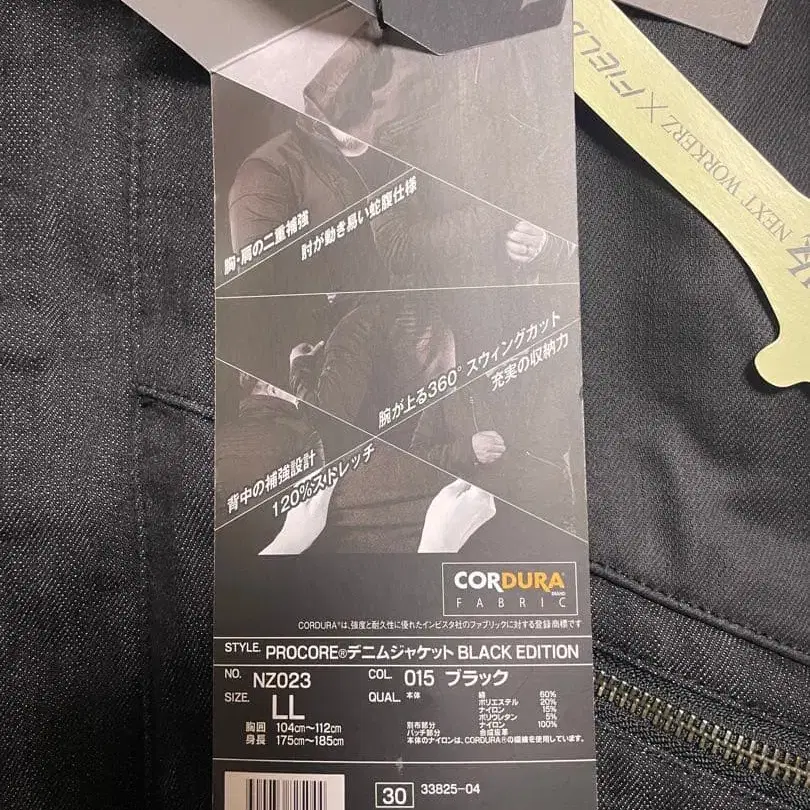 NEXT WORKERZ × FiELD
胸・肩の二重補強
肘が動き易い蛇腹仕様
腕が上る360°スウィングカット
充実の収納力
背中の補強設計
120%ストレッチ
CORDURA®
BRAND
FABRIC
CORDURA®は、強度と耐久性に優れたインビスタ社のファブリックに対する登録商標です
STYLE. PROCORE®デニムジャケット BLACK EDITION
NO. NZ023 COL. 015 ブラック
SIZE. LL
胸囲 104cm～112cm
身長 175cm～185cm
QUAL. 本体 綿 60%
ポリエステル 20%
ナイロン 15%
ポリウレタン 5%
別布部分 ナイロン 100%
パッチ部分 合成皮革
本体のナイロンは、CORDURA®の繊維を使用しています。
30 33825-04